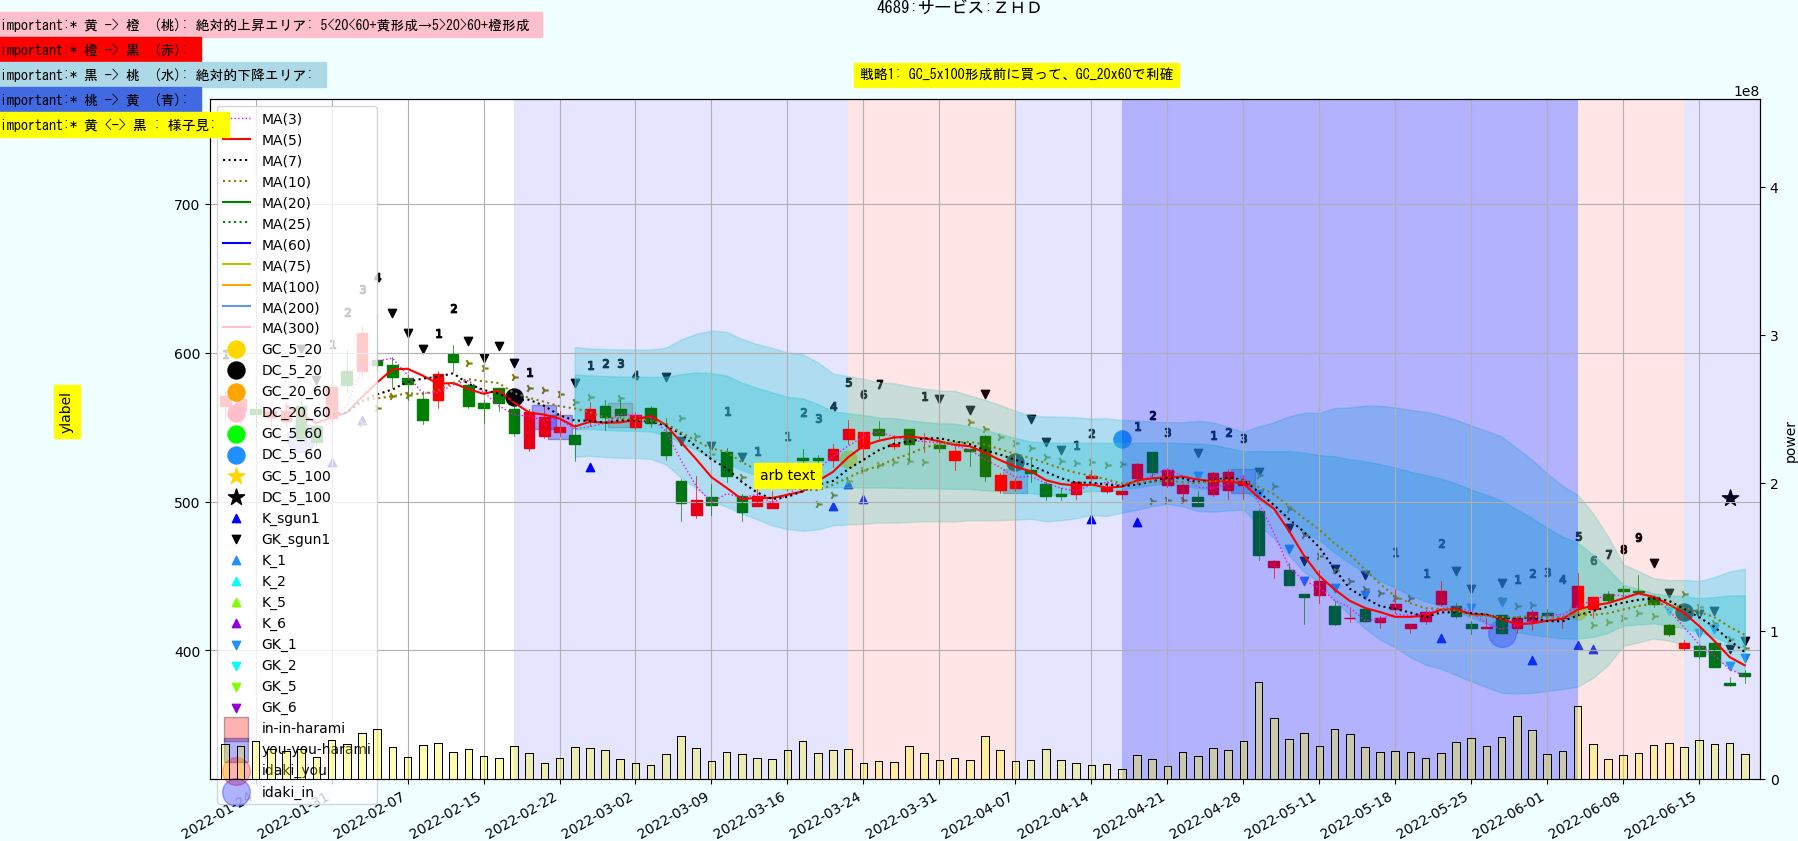 4689:サービス:ＺＨＤ
important:* 黄 -> 橙 (桃): 絶対的上昇エリア: 5<20<60+黄形成→5>20>60+橙形成
important:* 橙 -> 黒 (赤):
important:* 黒 -> 桃 (水): 絶対的下降エリア:
important:* 桃 -> 黄 (青):
important:* 黄 <-> 黒 : 様子見:
戦略1: GC_5x100形成前に買って、GC_20x60で利確
1e8
MA(3)
MA(5)
MA(7)
MA(10)
MA(20)
MA(25)
MA(60)
MA(75)
MA(100)
MA(200)
MA(300)
GC_5_20
DC_5_20
GC_20_60
DC_20_60
GC_5_60
DC_5_60
GC_5_100
DC_5_100
K_sgun1
GK_sgun1
K_1
K_2
K_5
K_6
GK_1
GK_2
GK_5
GK_6
in-in-harami
you-you-harami
idaki_you
idaki_in
700
600
500
400
ylabel
arb text
4
3
2
1
0
power
2022-01-24
2022-01-31
2022-02-07
2022-02-15
2022-02-22
2022-03-02
2022-03-09
2022-03-16
2022-03-24
2022-03-31
2022-04-07
2022-04-14
2022-04-21
2022-04-28
2022-05-11
2022-05-18
2022-05-25
2022-06-01
2022-06-08
2022-06-15